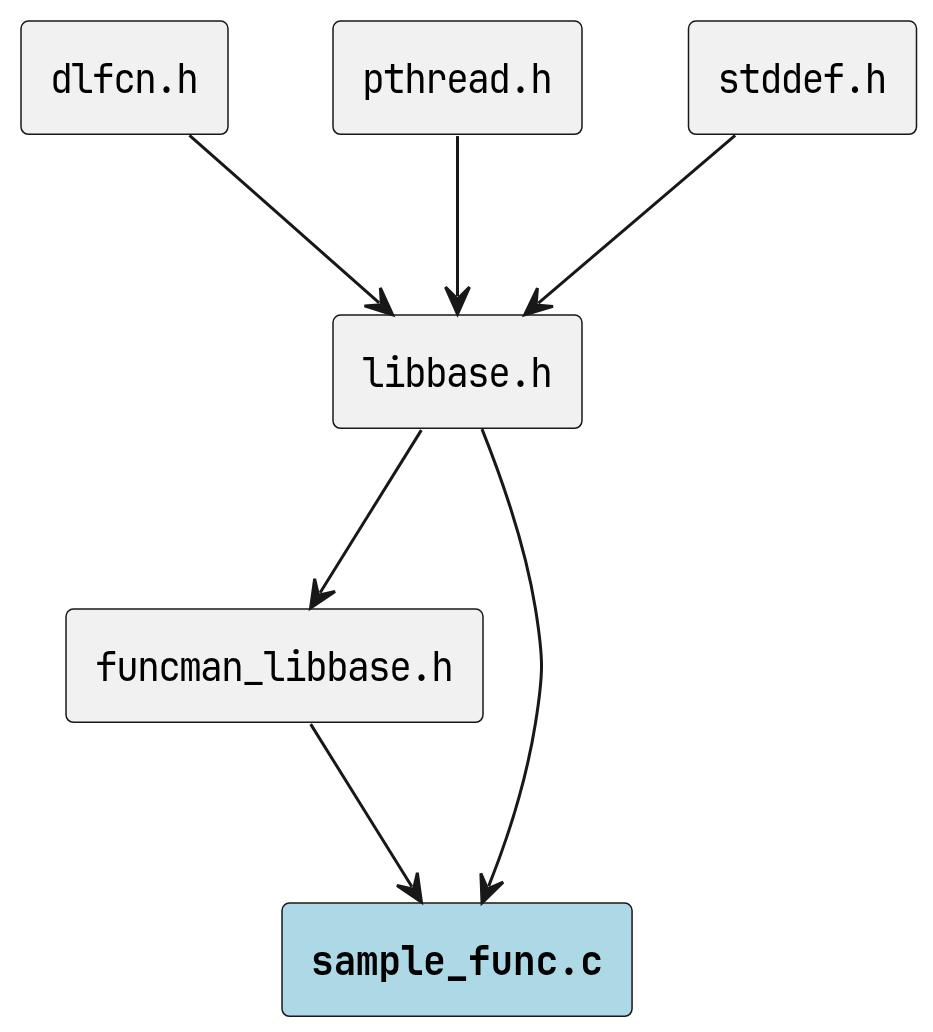 dlfcn.h
pthread.h
stddef.h
libbase.h
funcman_libbase.h
sample_func.c